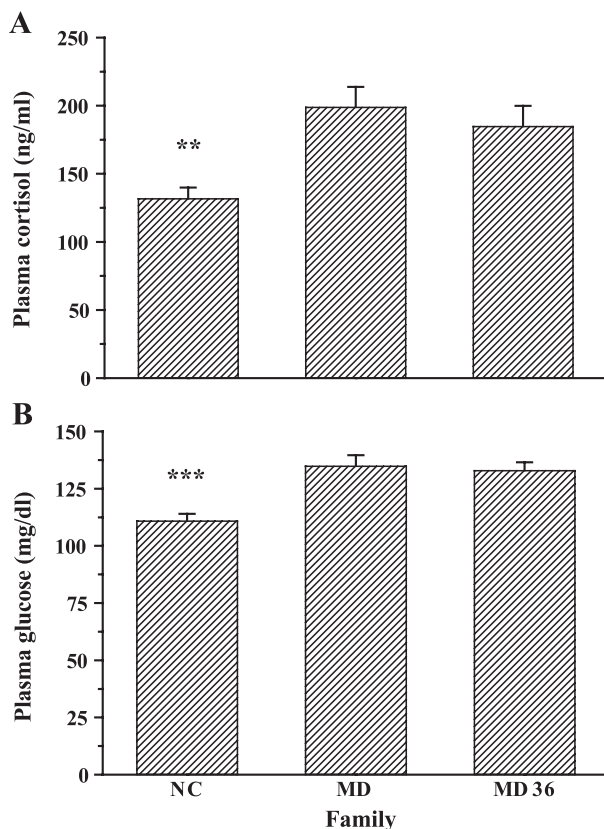 A
Plasma cortisol (ng/ml)
250
200
150
100
50
0
**
B
Plasma glucose (mg/dl)
150
125
100
75
50
25
0
***
NC MD MD 36
Family